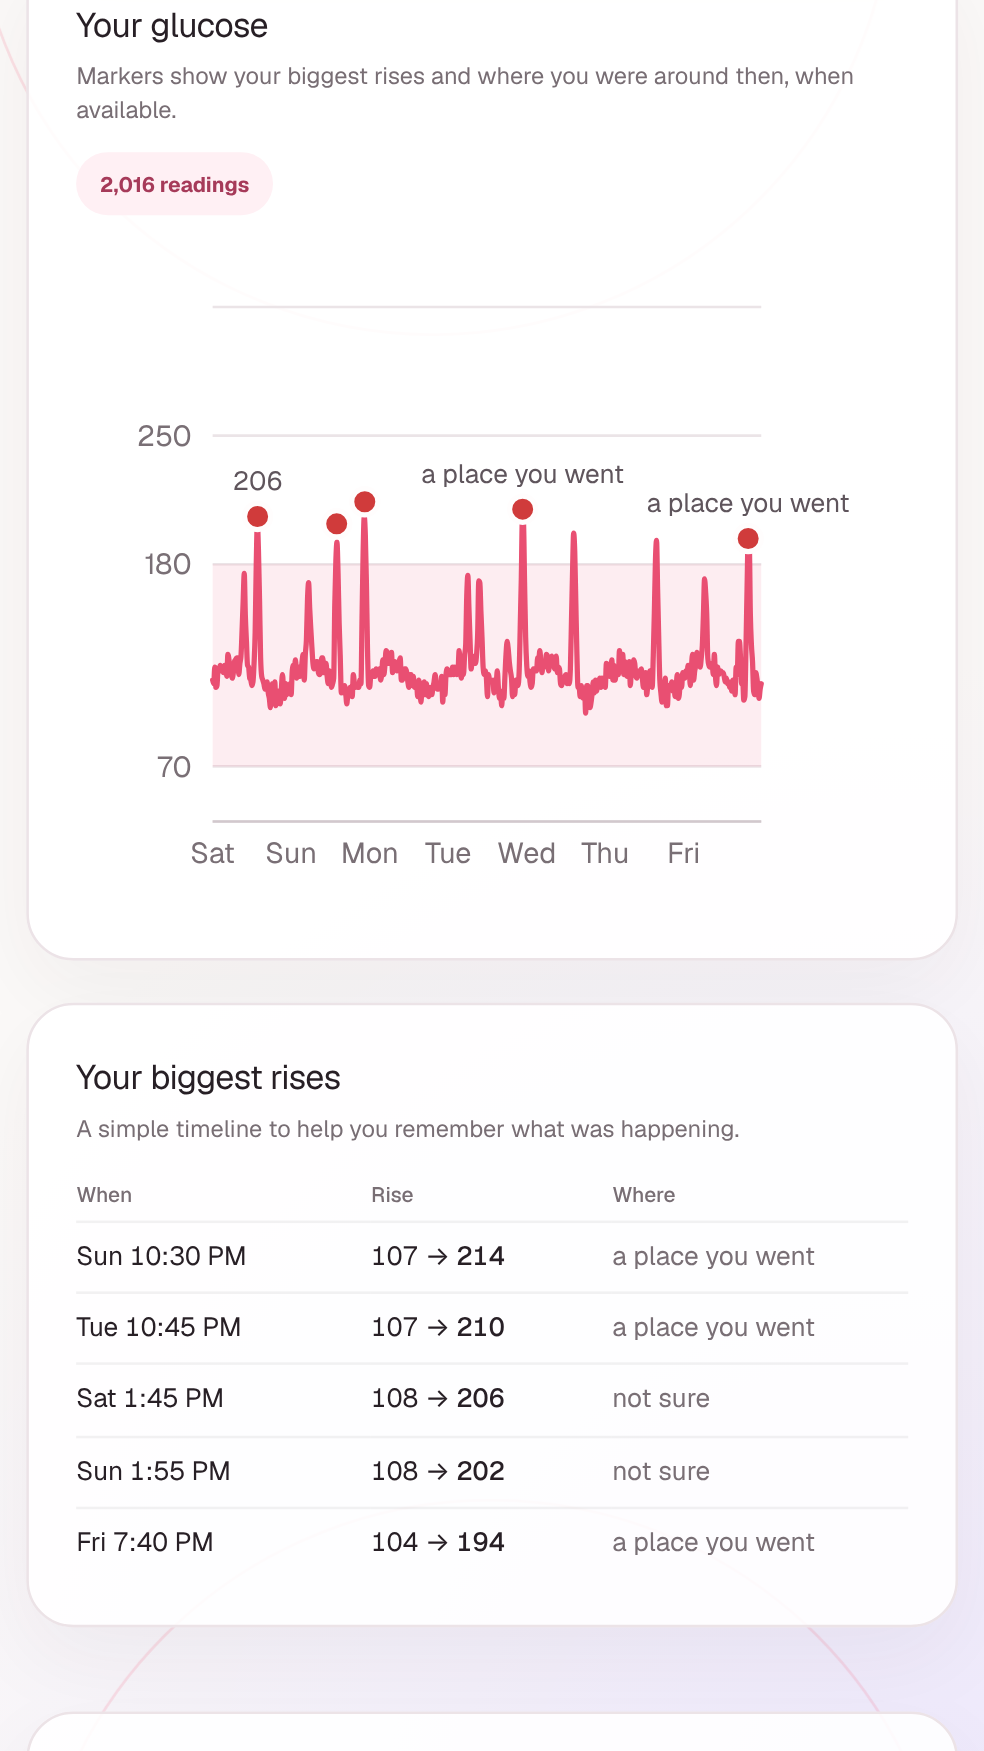 Your glucose
Markers show your biggest rises and where you were around then, when
available.
2,016 readings
250
206
a place you went
a place you went
180
70
Sat Sun Mon Tue Wed Thu Fri
Your biggest rises
A simple timeline to help you remember what was happening.
When Rise Where
Sun 10:30 PM 107 → 214 a place you went
Tue 10:45 PM 107 → 210 a place you went
Sat 1:45 PM 108 → 206 not sure
Sun 1:55 PM 108 → 202 not sure
Fri 7:40 PM 104 → 194 a place you went